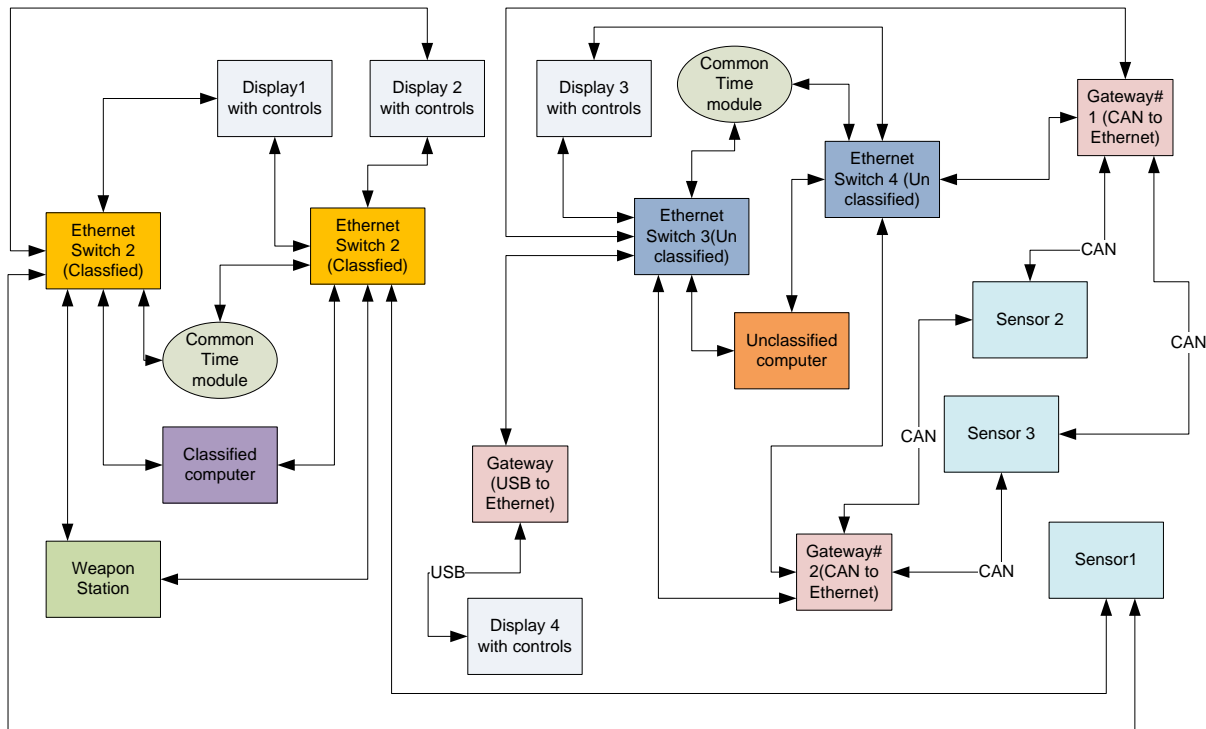 Display1
with controls
Display 2
with controls
Display 3
with controls
Common
Time
module
Gateway#
1 (CAN to
Ethernet)
Ethernet
Switch 4 (Un
classified)
Ethernet
Switch 2
(Classfied)
Ethernet
Switch 2
(Classfied)
Ethernet
Switch 3(Un
classified)
CAN
Sensor 2
CAN
Common
Time
module
Unclassified
computer
Classified
computer
CAN
Sensor 3
Gateway
(USB to
Ethernet)
Weapon
Station
USB
Gateway#
2(CAN to
Ethernet)
CAN
Sensor1
Display 4
with controls